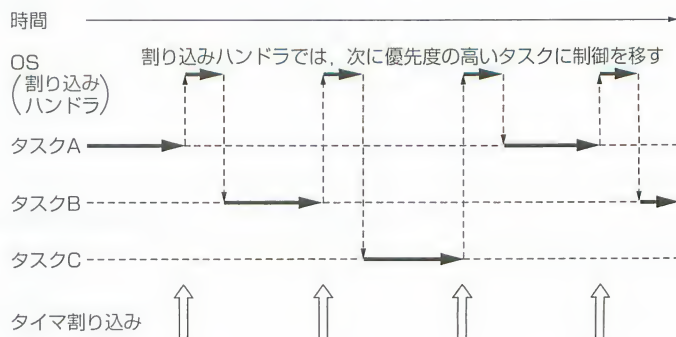 時間
OS
(割り込み
ハンドラ)
割り込みハンドラでは，次に優先度の高いタスクに制御を移す
タスクA
タスクB
タスクC
タイマ割り込み